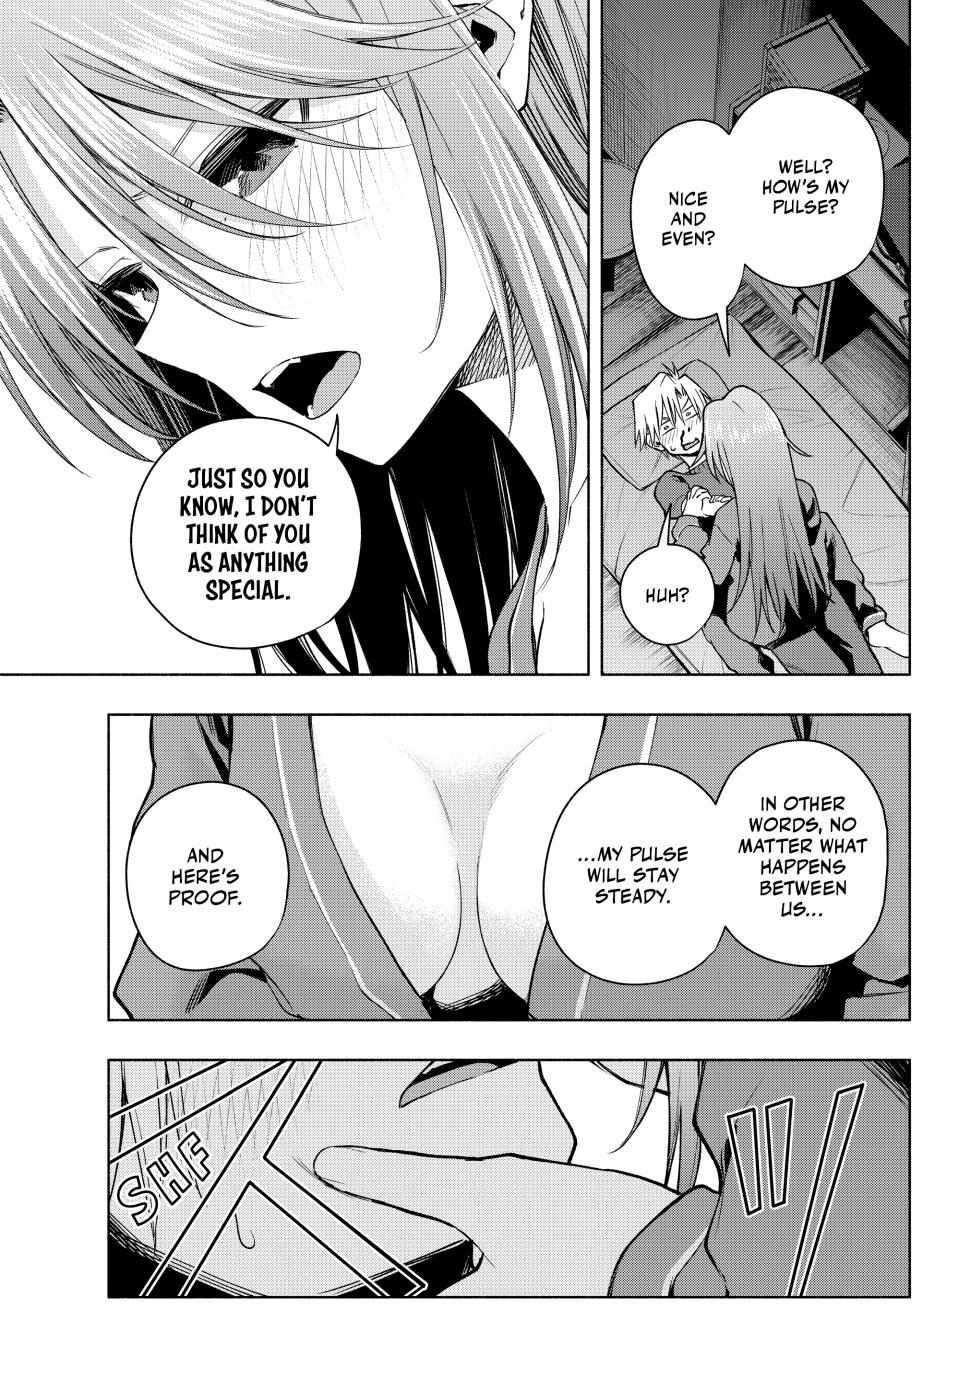 WELL?
HOW'S MY
PULSE?
NICE
AND
EVEN?
HUH?
JUST SO YOU
KNOW, I DON'T
THINK OF YOU
AS ANYTHING
SPECIAL.
IN OTHER
WORDS, NO
MATTER WHAT
HAPPENS
BETWEEN
US...
...MY PULSE
WILL STAY
STEADY.
AND
HERE'S
PROOF.
SHF